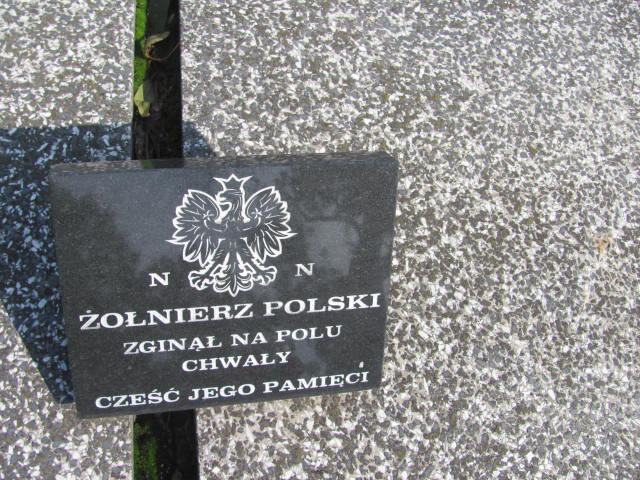 N N
ŻOŁNIERZ POLSKI
ZGINĄŁ NA POLU
CHWAŁY
CZEŚĆ JEGO PAMIĘCI